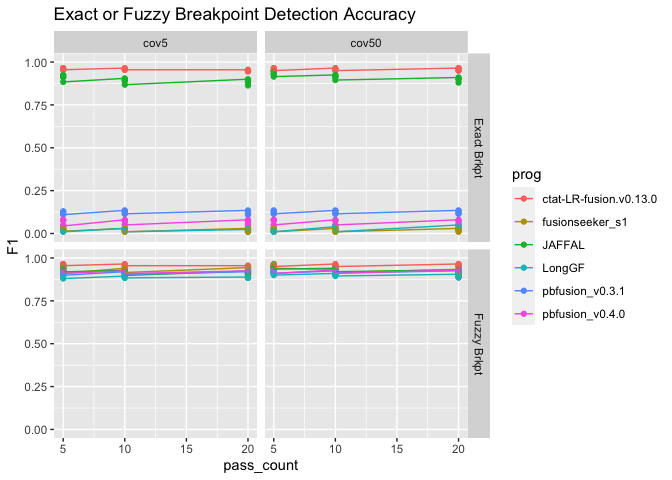 Exact or Fuzzy Breakpoint Detection Accuracy
cov5
cov50
1.00
0.75
0.50
0.25
0.00
Exact Brkpt
1.00
0.75
0.50
0.25
0.00
Fuzzy Brkpt
F1
5
10
15
20
5
10
15
20
pass_count
prog
ctat-LR-fusion.v0.13.0
fusionseeker_s1
JAFFAL
LongGF
pbfusion_v0.3.1
pbfusion_v0.4.0